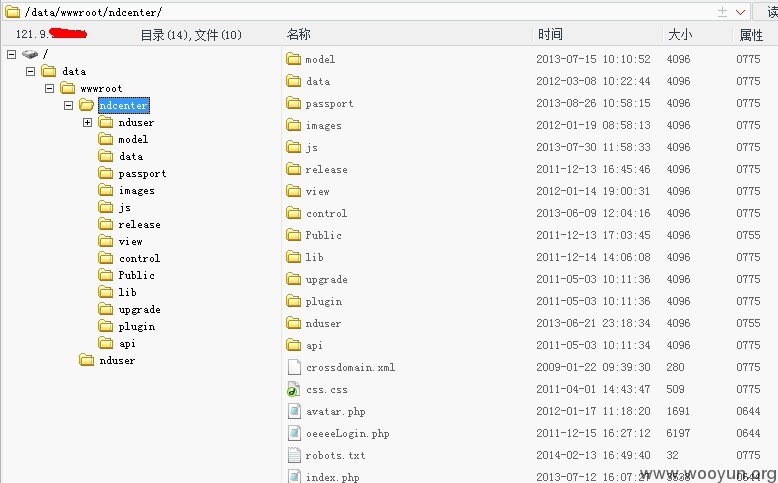 /data/wwwroot/ndcenter/ 读
121.9. 目录(14),文件(10) 名称 时间 大小 属性
/
data
wwwroot
ndcenter
nduser
model
data
passport
images
js
release
view
control
Public
lib
upgrade
plugin
api
nduser
model 2013-07-15 10:10:52 4096 0775
data 2012-03-08 10:22:44 4096 0775
passport 2013-08-26 10:58:15 4096 0775
images 2012-01-19 08:58:13 4096 0775
js 2013-07-30 11:58:33 4096 0775
release 2011-12-13 16:45:46 4096 0775
view 2012-01-14 19:00:31 4096 0775
control 2013-06-09 12:04:16 4096 0775
Public 2011-12-13 17:03:45 4096 0755
lib 2011-12-14 14:06:08 4096 0775
upgrade 2011-05-03 10:11:36 4096 0775
plugin 2011-05-03 10:11:36 4096 0775
nduser 2013-06-21 23:18:34 4096 0755
api 2011-05-03 10:11:34 4096 0775
crossdomain.xml 2009-01-22 09:39:30 280 0775
css.css 2011-04-01 14:43:47 509 0775
avatar.php 2012-01-17 11:18:20 1691 0644
oeeeeLogin.php 2011-12-15 16:27:12 6197 0644
robots.txt 2014-02-13 16:49:40 32 0775
index.php 2013-07-12 16:07:27 3538 0644
www.wooyun.org